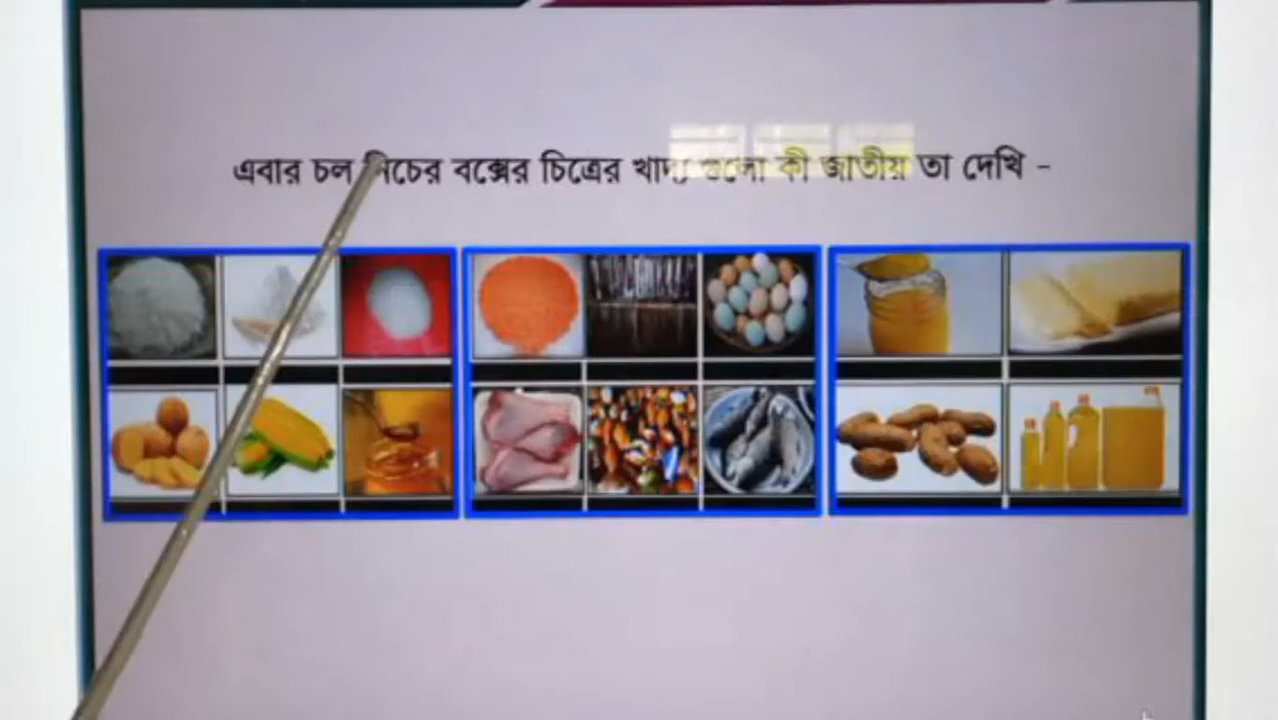 এবার চল নিচের বক্সের চিত্রের খাদ্য গুলো কী জাতীয় তা দেখি -